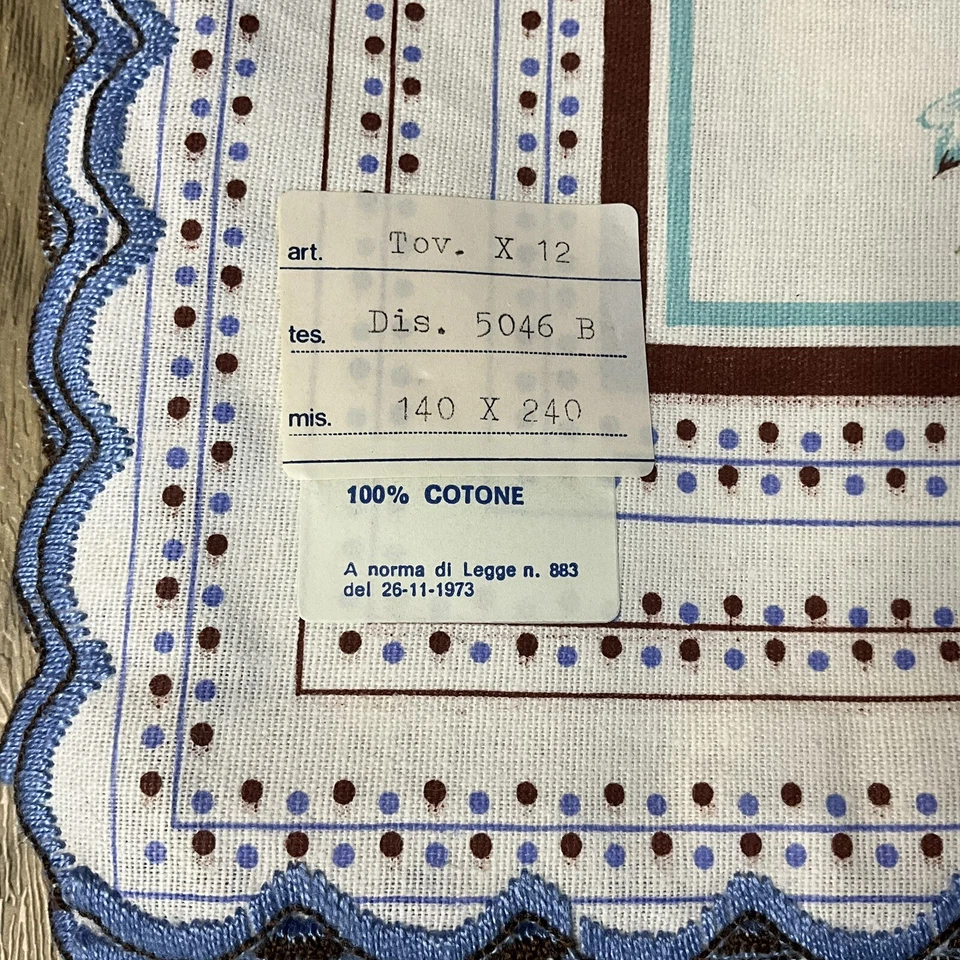 art. Tov. X 12
tes. Dis. 5046 B
mis. 140 X 240
100% COTONE
A norma di Legge n. 883
del 26-11-1973